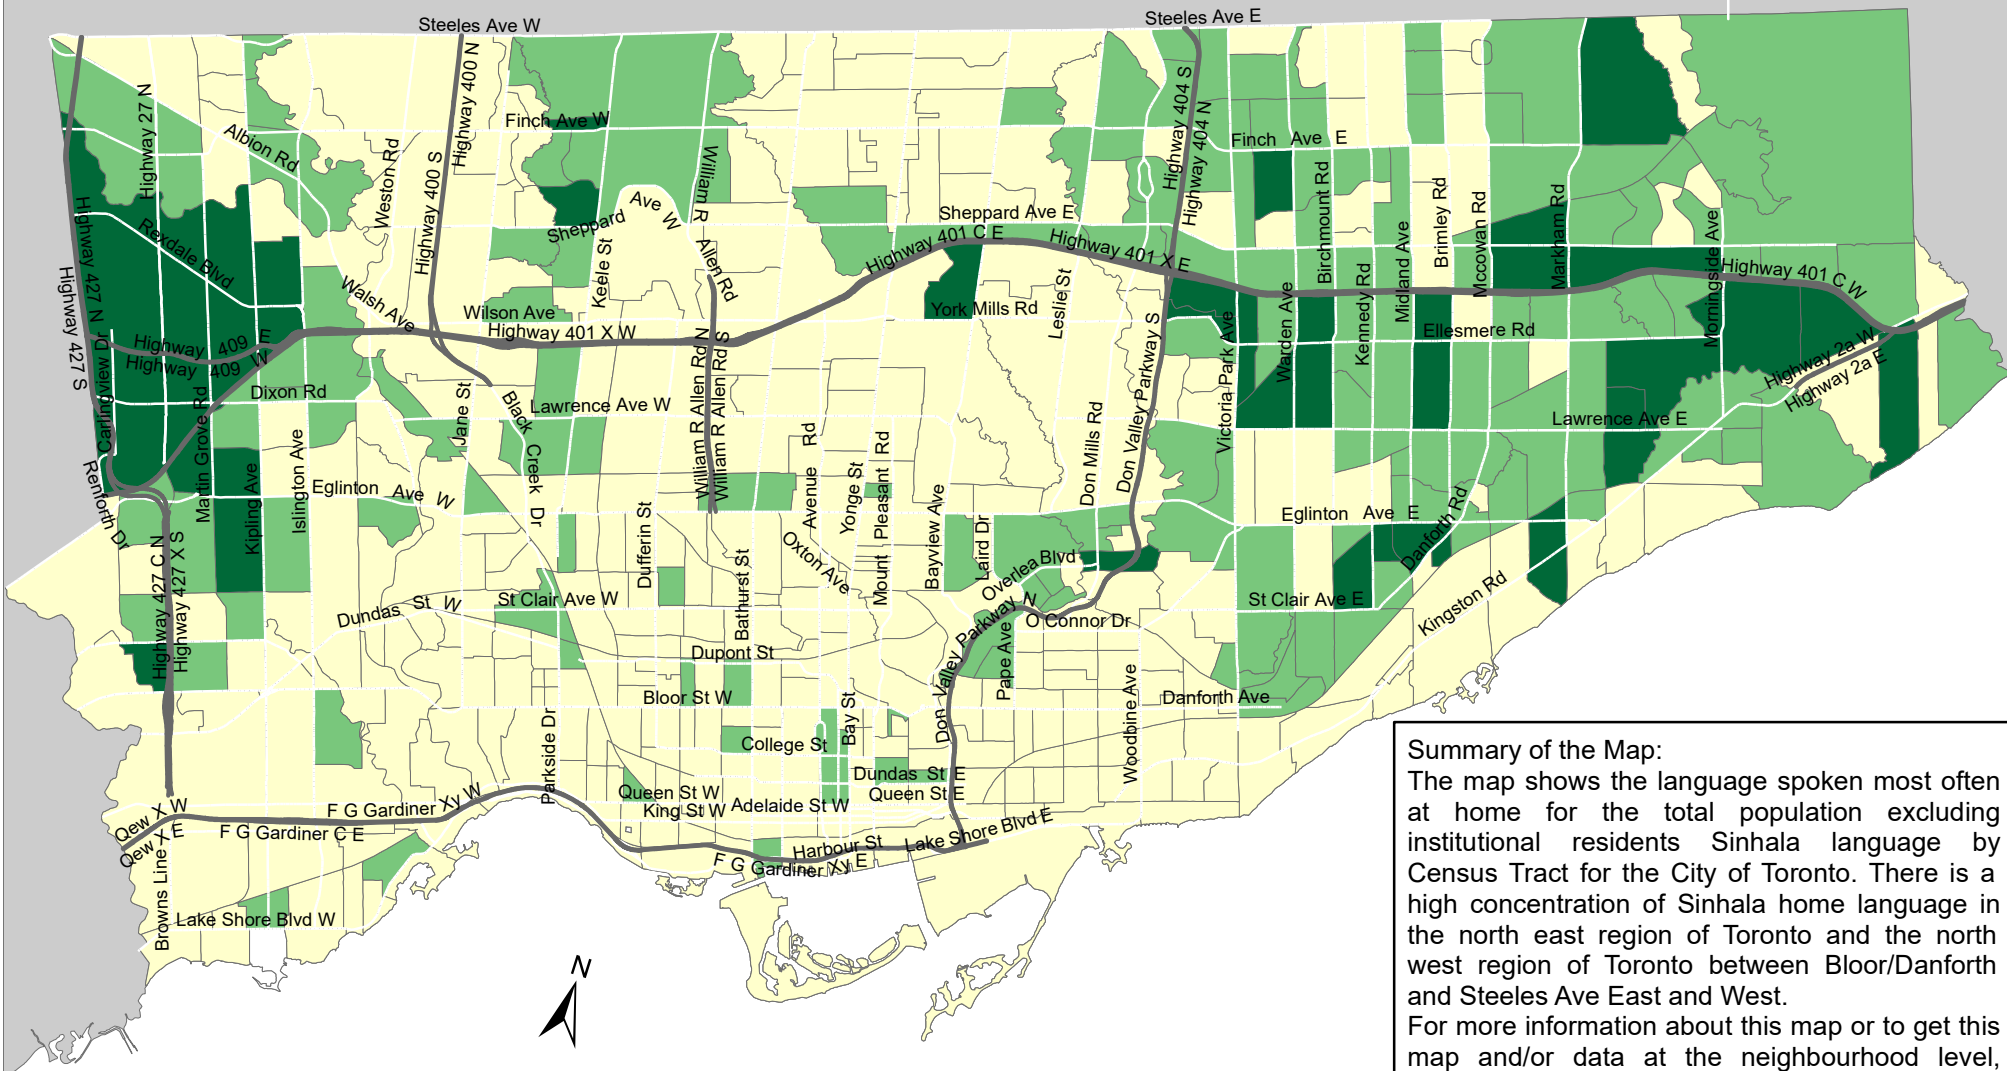 Steeles Ave W
Steeles Ave E
Highway 27 N
Albion Rd
Weston Rd
Highway 400 N
Highway 400 S
Finch Ave W
William R Allen Rd
Highway 404 S
Highway 404 N
Finch Ave E
Highway 427 N
Highway 427 S
Rexdale Blvd
Walsh Ave
Sheppard Ave W
Keele St
Sheppard Ave E
Highway 401 C E
Highway 401 X E
Birchmount Rd
Midland Ave
Brimley Rd
Mccowan Rd
Markham Rd
Morningside Ave
Highway 401 C W
Wilson Ave
Highway 401 X W
York Mills Rd
Leslie St
Kennedy Rd
Warden Ave
Victoria Park Ave
Ellesmere Rd
Highway 2a W
Highway 2a E
Carlingview Dr
Highway 409 E
Highway 409 W
Dixon Rd
Martin Grove Rd
Jane St
Black Creek Dr
Lawrence Ave W
William R Allen Rd N
William R Allen Rd S
Avenue Rd
Yonge St
Mount Pleasant Rd
Don Mills Rd
Don Valley Parkway S
Lawrence Ave E
Renforth Dr
Kipling Ave
Islington Ave
Eglinton Ave W
Dufferin St
Oxton Ave
Bayview Ave
Laird Dr
Overlea Blvd
Eglinton Ave E
Danforth Rd
Highway 427 C N
Highway 427 X S
Dundas St W
St Clair Ave W
Bathurst St
Don Valley Parkway N
O Connor Dr
St Clair Ave E
Kingston Rd
Dupont St
Pape Ave
Bloor St W
Woodbine Ave
Danforth Ave
Parkside Dr
College St
Bay St
Dundas St E
Queen St W
Queen St E
King St W
Adelaide St W
Qew X W
Qew X E
F G Gardiner Xy W
F G Gardiner C E
Harbour St
Lake Shore Blvd E
F G Gardiner Xy E
Browns Line
Lake Shore Blvd W
N
Summary of the Map:
The map shows the language spoken most often
at home for the total population excluding
institutional residents Sinhala language by
Census Tract for the City of Toronto. There is a
high concentration of Sinhala home language in
the north east region of Toronto and the north
west region of Toronto between Bloor/Danforth
and Steeles Ave East and West.
For more information about this map or to get this
map and/or data at the neighbourhood level,